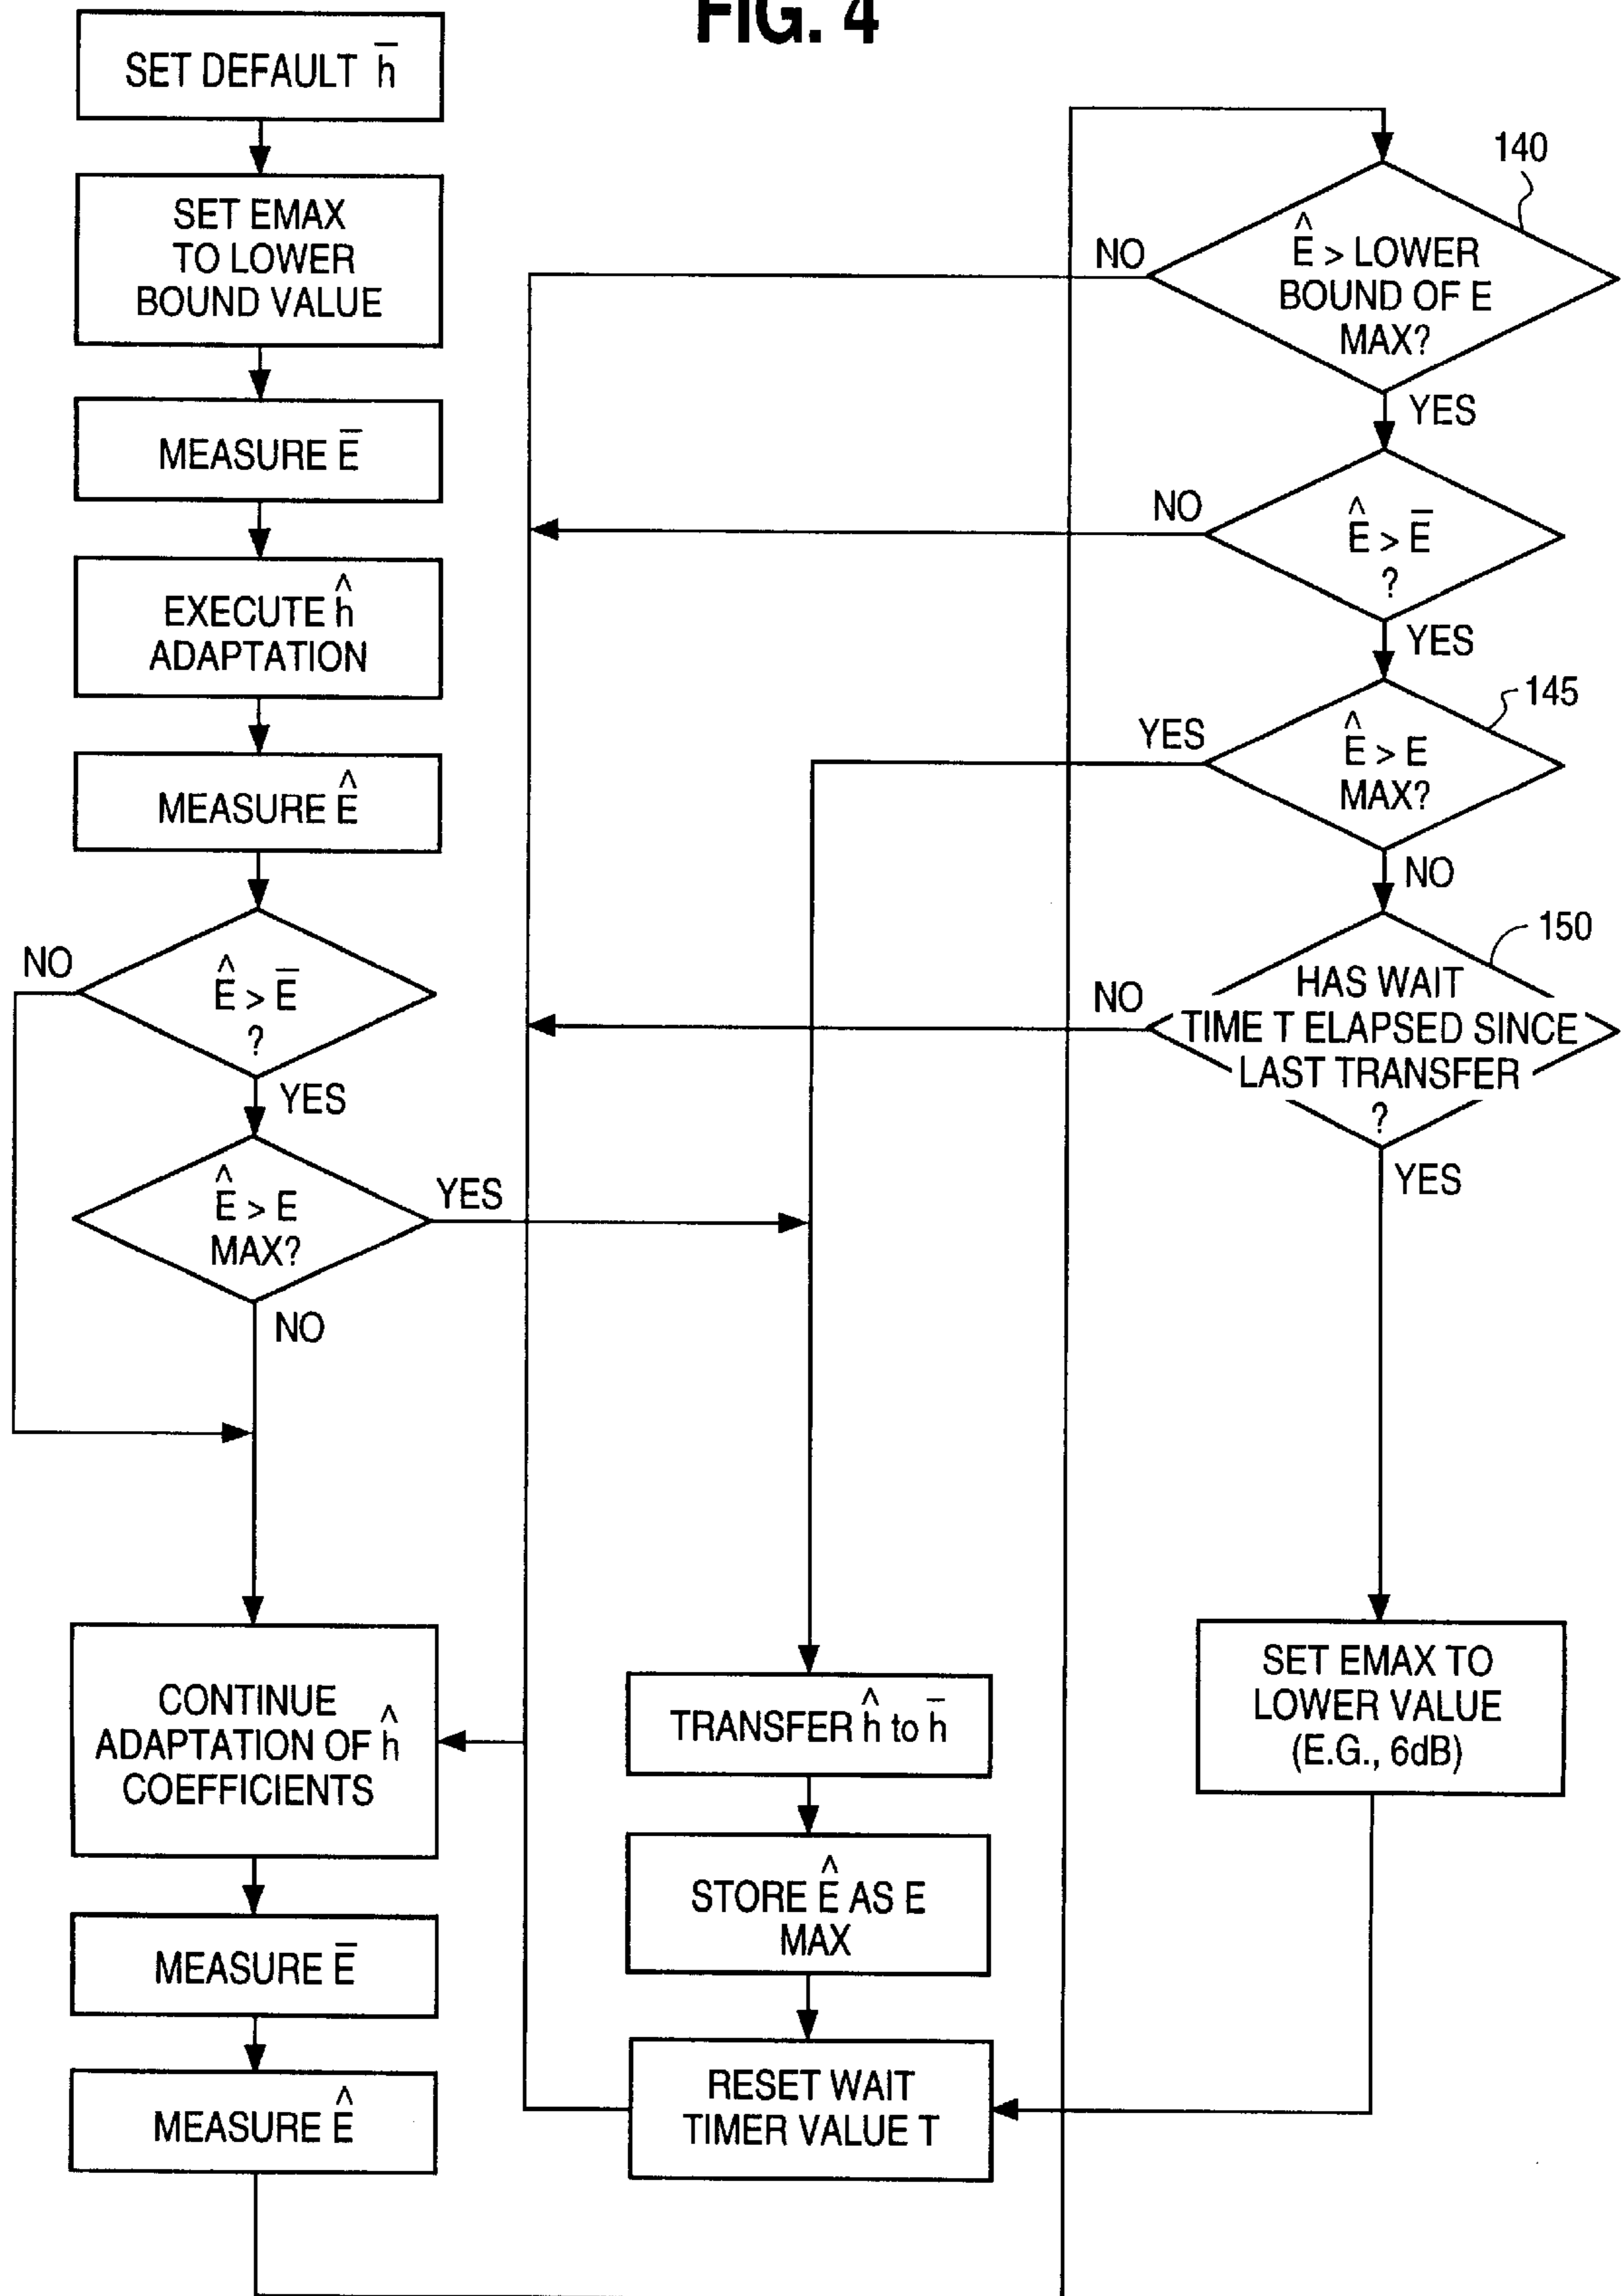 FIG. 4
SET DEFAULT h̅
SET EMAX
TO LOWER
BOUND VALUE
MEASURE E̅
EXECUTE ĥ
ADAPTATION
MEASURE Ê
Ê > E̅
?
NO
YES
Ê > E
MAX?
YES
NO
CONTINUE
ADAPTATION OF ĥ
COEFFICIENTS
MEASURE E̅
MEASURE Ê
TRANSFER ĥ to h̅
STORE Ê AS E
MAX
RESET WAIT
TIMER VALUE T
140
Ê > LOWER
BOUND OF E
MAX?
NO
YES
Ê > E̅
?
NO
YES
145
Ê > E
MAX?
YES
NO
150
HAS WAIT
TIME T ELAPSED SINCE
LAST TRANSFER
?
NO
YES
SET EMAX TO
LOWER VALUE
(E.G., 6dB)